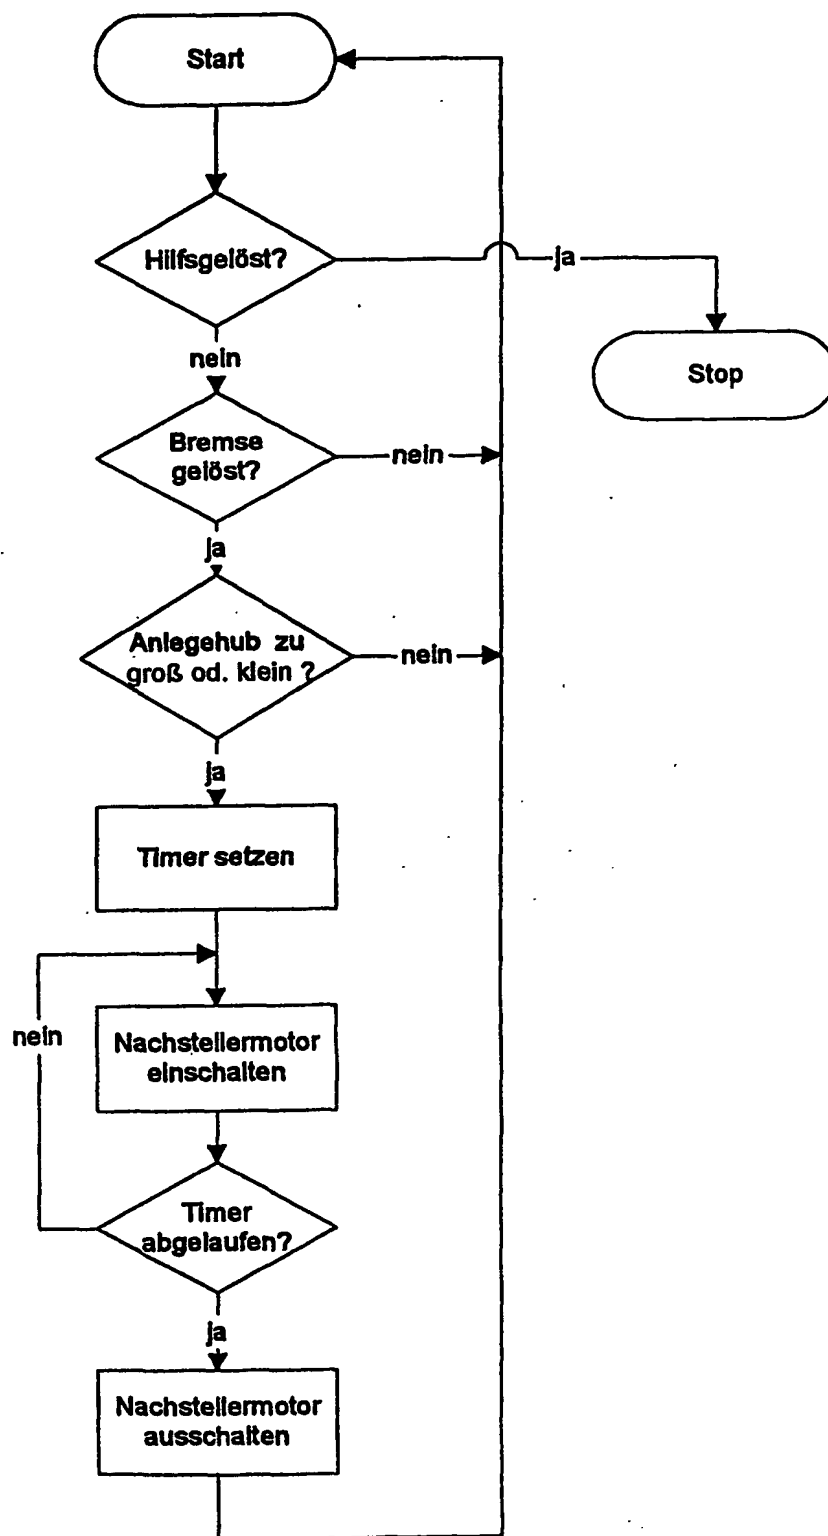 Start
Hilfsgelöst?
ja
nein
Stop
Bremse
gelöst?
nein
ja
Anlegehub zu
groß od. klein ?
nein
ja
Timer setzen
nein
Nachstellermotor
einschalten
Timer
abgelaufen?
ja
Nachstellermotor
ausschalten